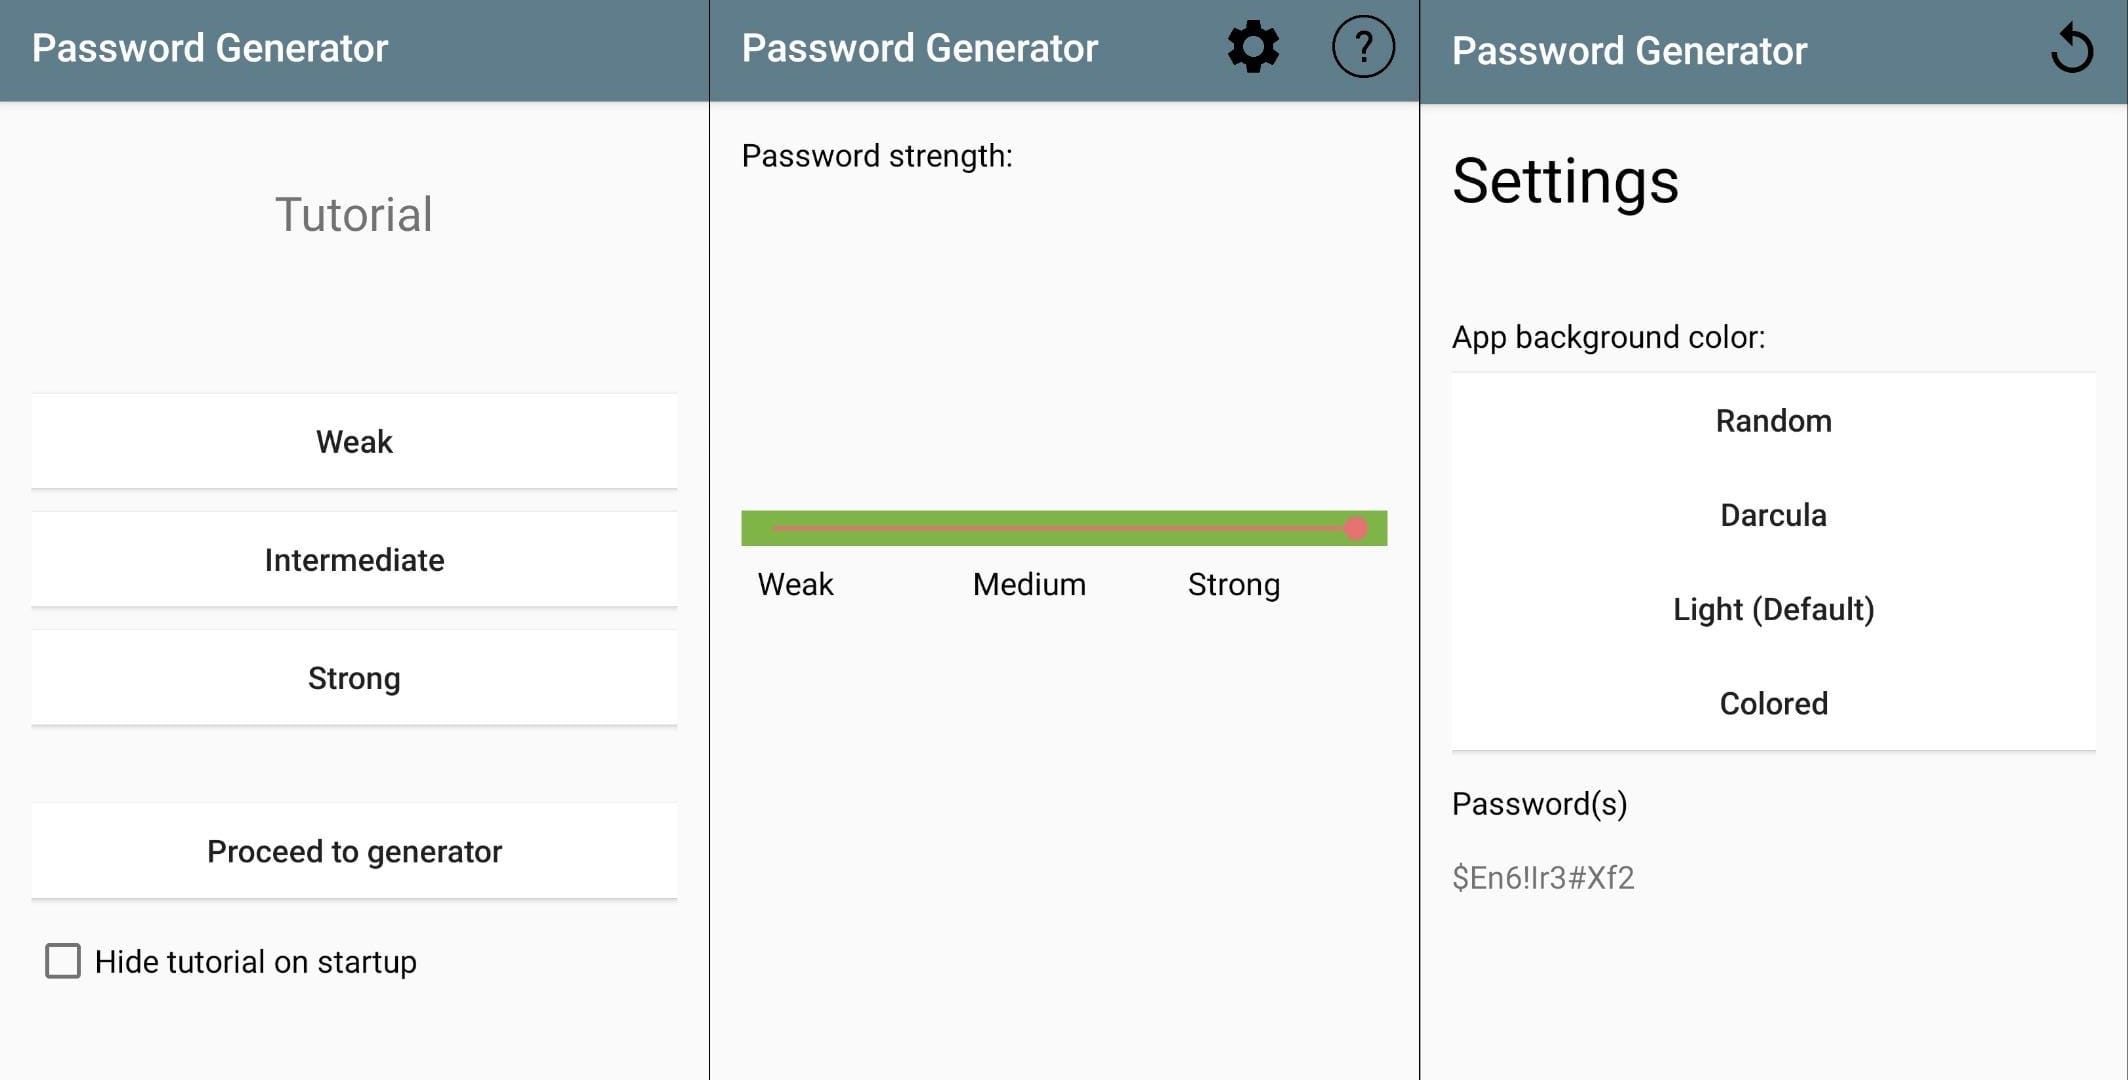 Password Generator
Tutorial
Weak
Intermediate
Strong
Proceed to generator
Hide tutorial on startup
Password Generator
?
Password strength:
Weak Medium Strong
Password Generator
Settings
App background color:
Random
Darcula
Light (Default)
Colored
Password(s)
$En6!Ir3#Xf2